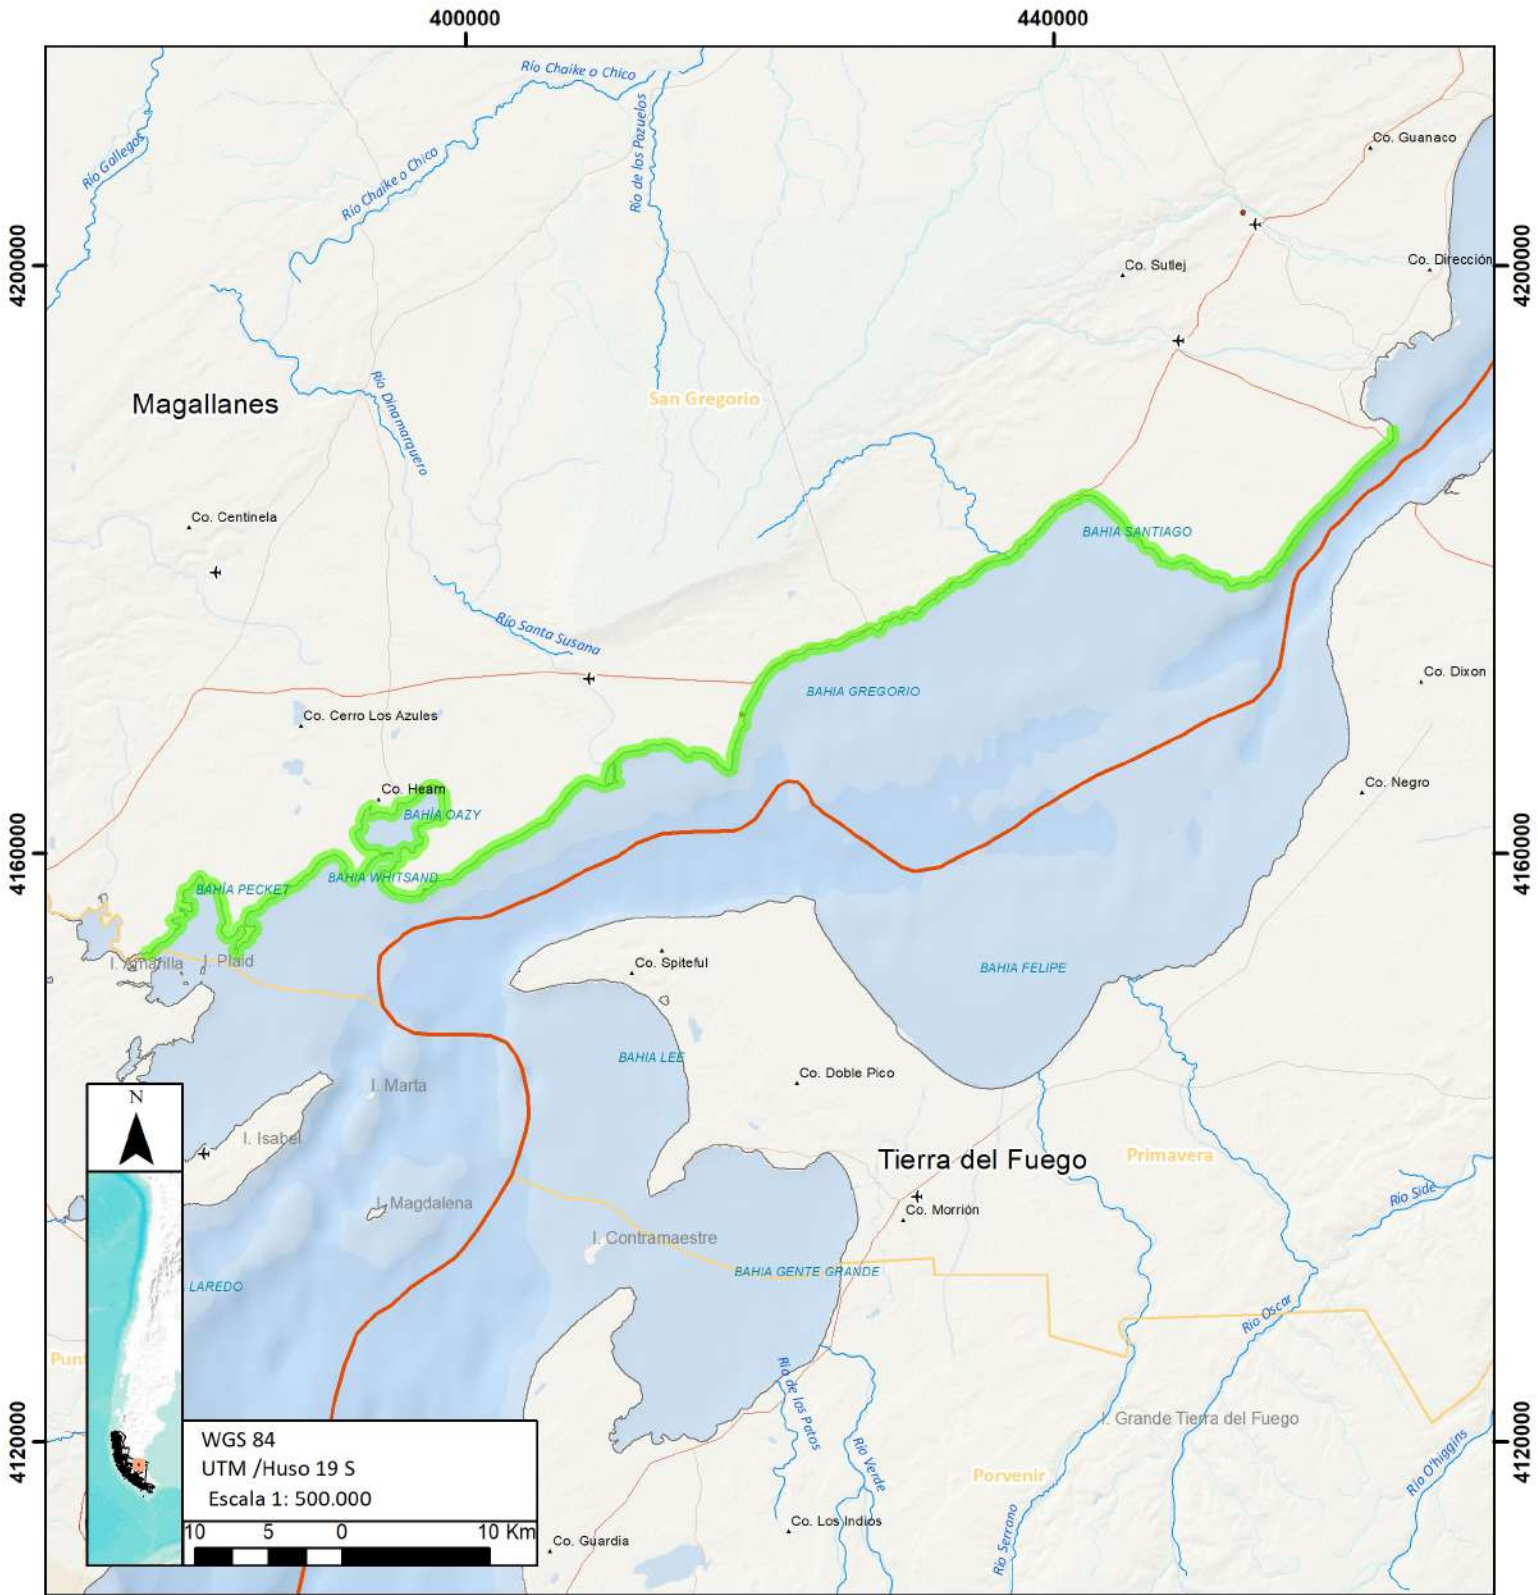 400000
440000
Río Chaike o Chico
Río de los Pozuelos
Río Gallegos
Río Chaike o Chico
Co. Guanaco
4200000
Co. Sutlej
Co. Dirección
4200000
Río Dinamarquero
Magallanes
San Gregorio
Co. Centinela
BAHIA SANTIAGO
Río Santa Susana
Co. Dixon
BAHIA GREGORIO
Co. Cerro Los Azules
Co. Negro
Co. Hearn
BAHÍA OAZY
4160000
4160000
BAHÍA PECKET
BAHIA WHITSAND
I. Amarilla
I. Plaid
Co. Spiteful
BAHIA FELIPE
BAHIA LEE
Co. Doble Pico
I. Marta
N
I. Isabel
Tierra del Fuego
Primavera
Río Side
I. Magdalena
Co. Morrión
I. Contramaestre
BAHIA GENTE GRANDE
LAREDO
Río Oscar
Punt
Río de los Patos
I. Grande Tierra del Fuego
4120000
4120000
WGS 84
UTM /Huso 19 S
Escala 1: 500.000
Río Verde
Porvenir
Río O'higgins
10 5 0 10 Km
Co. Los Indios
Co. Guardia
Río Serrano